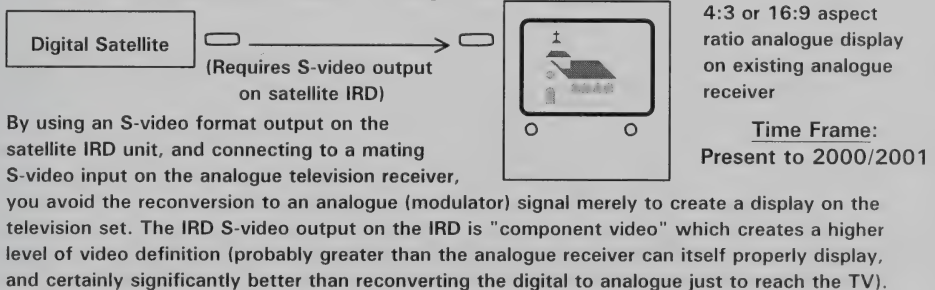 Digital Satellite
(Requires S-video output
on satellite IRD)
4:3 or 16:9 aspect
ratio analogue display
on existing analogue
receiver
Time Frame:
Present to 2000/2001
By using an S-video format output on the
satellite IRD unit, and connecting to a mating
S-video input on the analogue television receiver,
you avoid the reconversion to an analogue (modulator) signal merely to create a display on the
television set. The IRD S-video output on the IRD is "component video" which creates a higher
level of video definition (probably greater than the analogue receiver can itself properly display,
and certainly significantly better than reconverting the digital to analogue just to reach the TV).